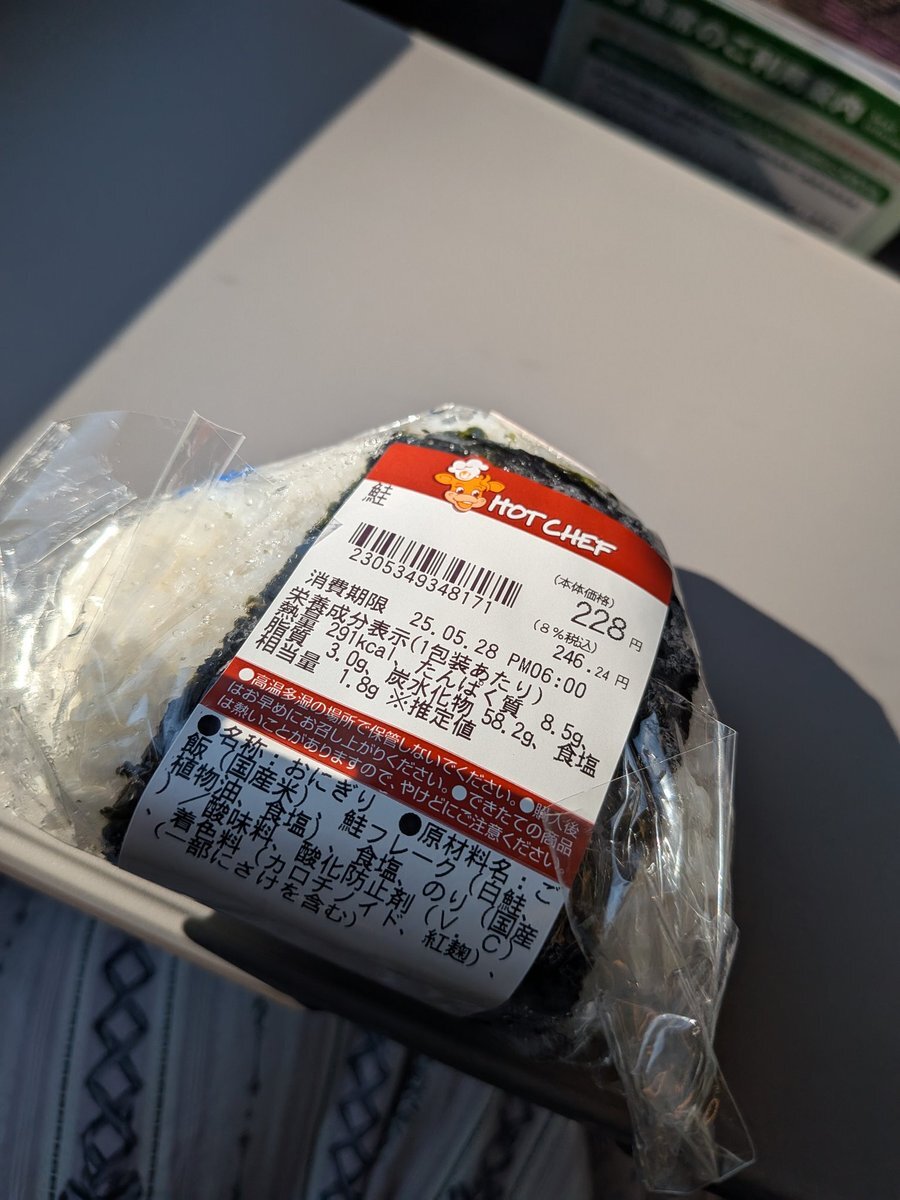 のご利用案内
HOT CHEF
鮭
2305349348171
(本体価格)
228円
(8%税込)
246.24円
消費期限 25.05.28 PM06:00
栄養成分表示(1包装あたり)
熱量 291kcal、たんぱく質 8.5g、
脂質 3.0g、炭水化物 58.2g、食塩
相当量 1.8g ※推定値
●高温多湿の場所で保管しないでください。●購入後
はお早めにお召し上がりください。●できたての商品
は熱いことがありますので、やけどにご注意ください。
●名称:おにぎり ●原材料名:ご
飯(国産米)、鮭フレーク(白鮭、
植物油、食塩)、食塩、のり(国産
)/酸味料、酸化防止剤(V.C)、
着色料(カロチノイド、紅麹)、
(一部にさけを含む)